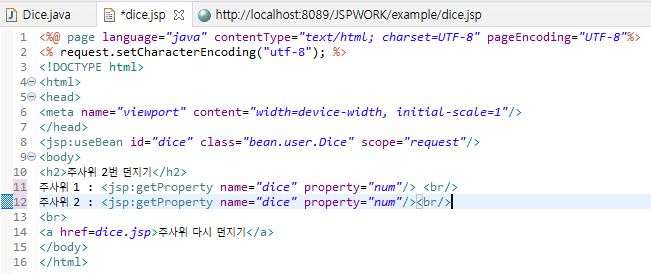 Dice.java *dice.jsp http://localhost:8089/JSPWORK/example/dice.jsp
1 <%@ page language="java" contentType="text/html; charset=UTF-8" pageEncoding="UTF-8"%>
2 <% request.setCharacterEncoding("utf-8"); %>
3 <!DOCTYPE html>
4 <html>
5 <head>
6 <meta name="viewport" content="width=device-width, initial-scale=1"/>
7 </head>
8 <jsp:useBean id="dice" class="bean.user.Dice" scope="request"/>
9 <body>
10 <h2>주사위 2번 던지기</h2>
11 주사위 1 : <jsp:getProperty name="dice" property="num"/> <br/>
12 주사위 2 : <jsp:getProperty name="dice" property="num"/><br/>
13 <br>
14 <a href=dice.jsp>주사위 다시 던지기</a>
15 </body>
16 </html>